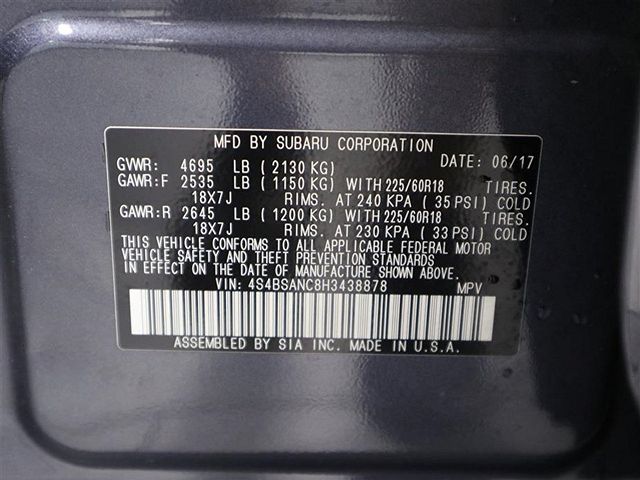 MFD BY SUBARU CORPORATION
GVWR: 4695 LB ( 2130 KG) DATE: 06/17
GAWR:F 2535 LB ( 1150 KG) WITH 225/60R18 TIRES.
18X7J RIMS. AT 240 KPA ( 35 PSI) COLD
GAWR:R 2645 LB ( 1200 KG) WITH 225/60R18 TIRES.
18X7J RIMS. AT 230 KPA ( 33 PSI) COLD
THIS VEHICLE CONFORMS TO ALL APPLICABLE FEDERAL MOTOR
VEHICLE SAFETY AND THEFT PREVENTION STANDARDS
IN EFFECT ON THE DATE OF MANUFACTURE SHOWN ABOVE.
VIN: 4S4BSANC8H3438878 MPV
ASSEMBLED BY SIA INC. MADE IN U.S.A.